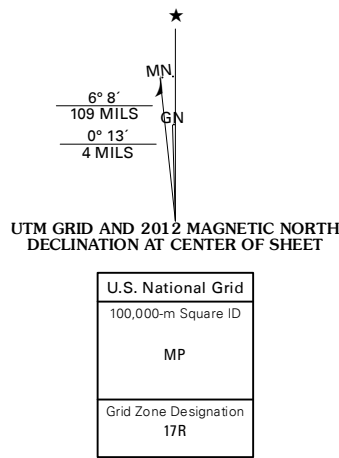 ★
MN.
6° 8´
109 MILS
GN
0° 13´
4 MILS
UTM GRID AND 2012 MAGNETIC NORTH
DECLINATION AT CENTER OF SHEET
U.S. National Grid
100,000-m Square ID
MP
Grid Zone Designation
17R